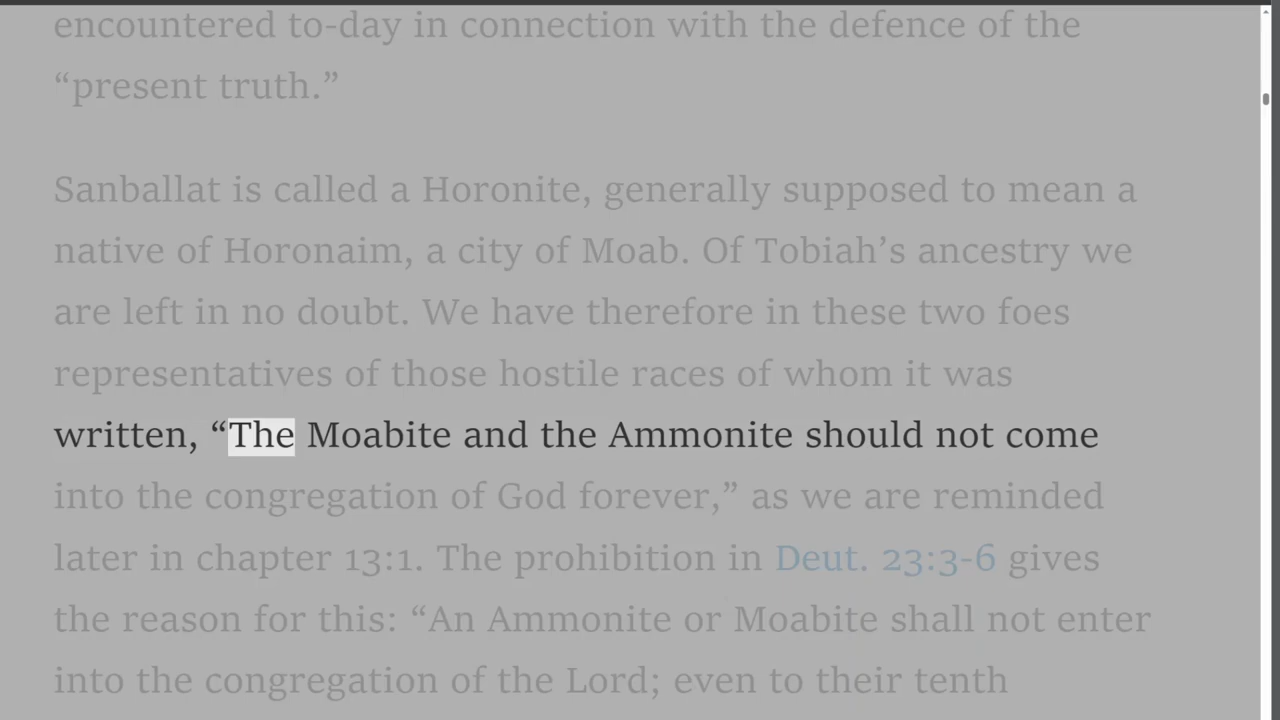 encountered to-day in connection with the defence of the
“present truth.”
Sanballat is called a Horonite, generally supposed to mean a
native of Horonaim, a city of Moab. Of Tobiah’s ancestry we
are left in no doubt. We have therefore in these two foes
representatives of those hostile races of whom it was
written, “The Moabite and the Ammonite should not come
into the congregation of God forever,” as we are reminded
later in chapter 13:1. The prohibition in Deut. 23:3-6 gives
the reason for this: “An Ammonite or Moabite shall not enter
into the congregation of the Lord; even to their tenth